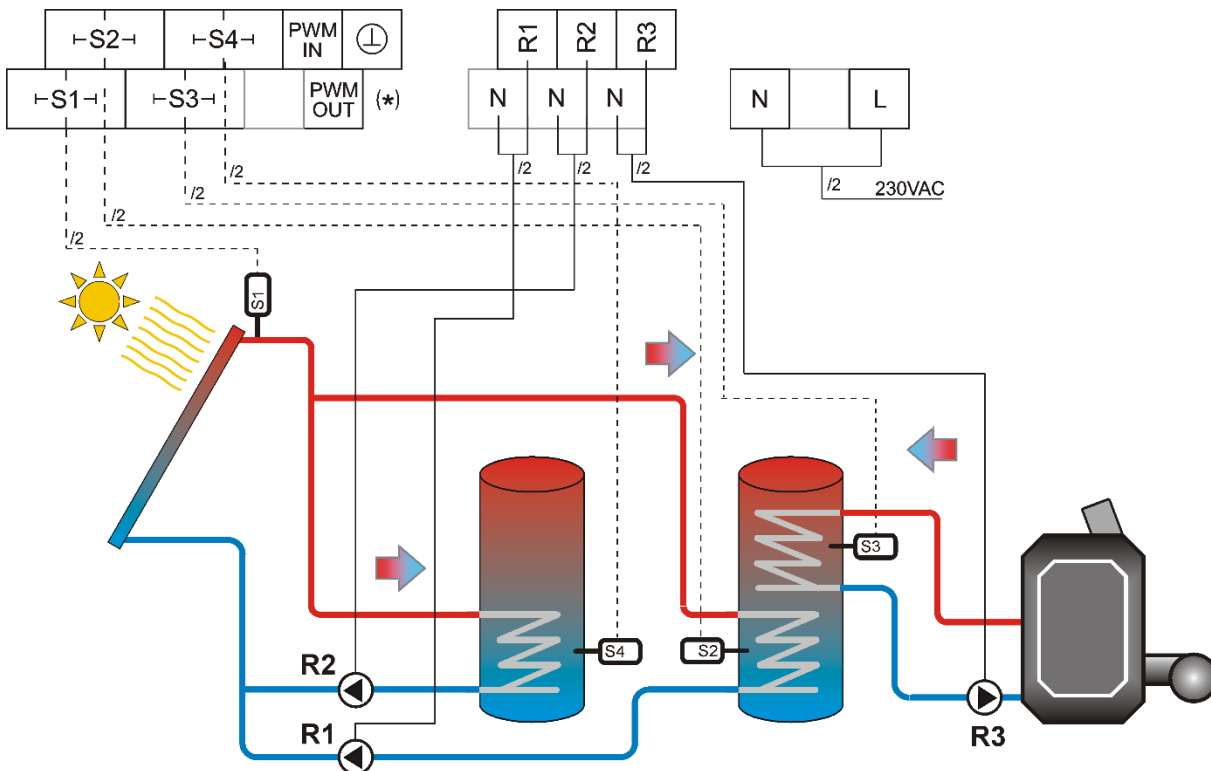 S2 S4 PWM IN
S1 S3 PWM OUT (*)
R1 R2 R3
N N N
N L
/2 /2 /2 /2
/2 /2 /2
/2 230VAC
S1
S3
S4 S2
R2
R1
R3